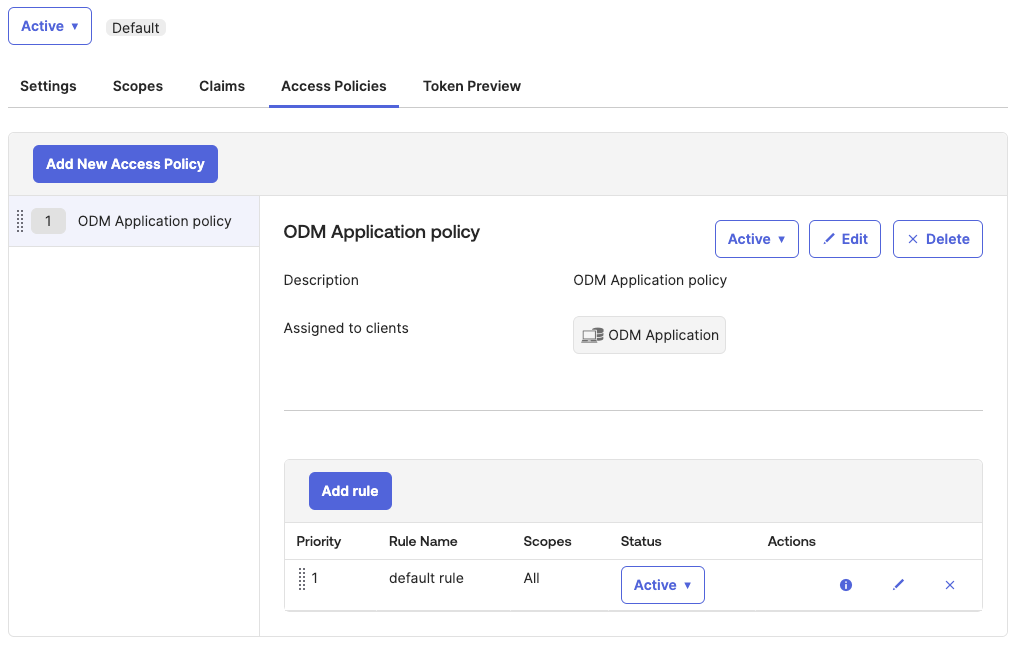 Active ▾ Default
Settings Scopes Claims Access Policies Token Preview
Add New Access Policy
1 ODM Application policy
ODM Application policy
Active ▾ Edit Delete
Description ODM Application policy
Assigned to clients ODM Application
Add rule
Priority Rule Name Scopes Status Actions
1 default rule All Active ▾